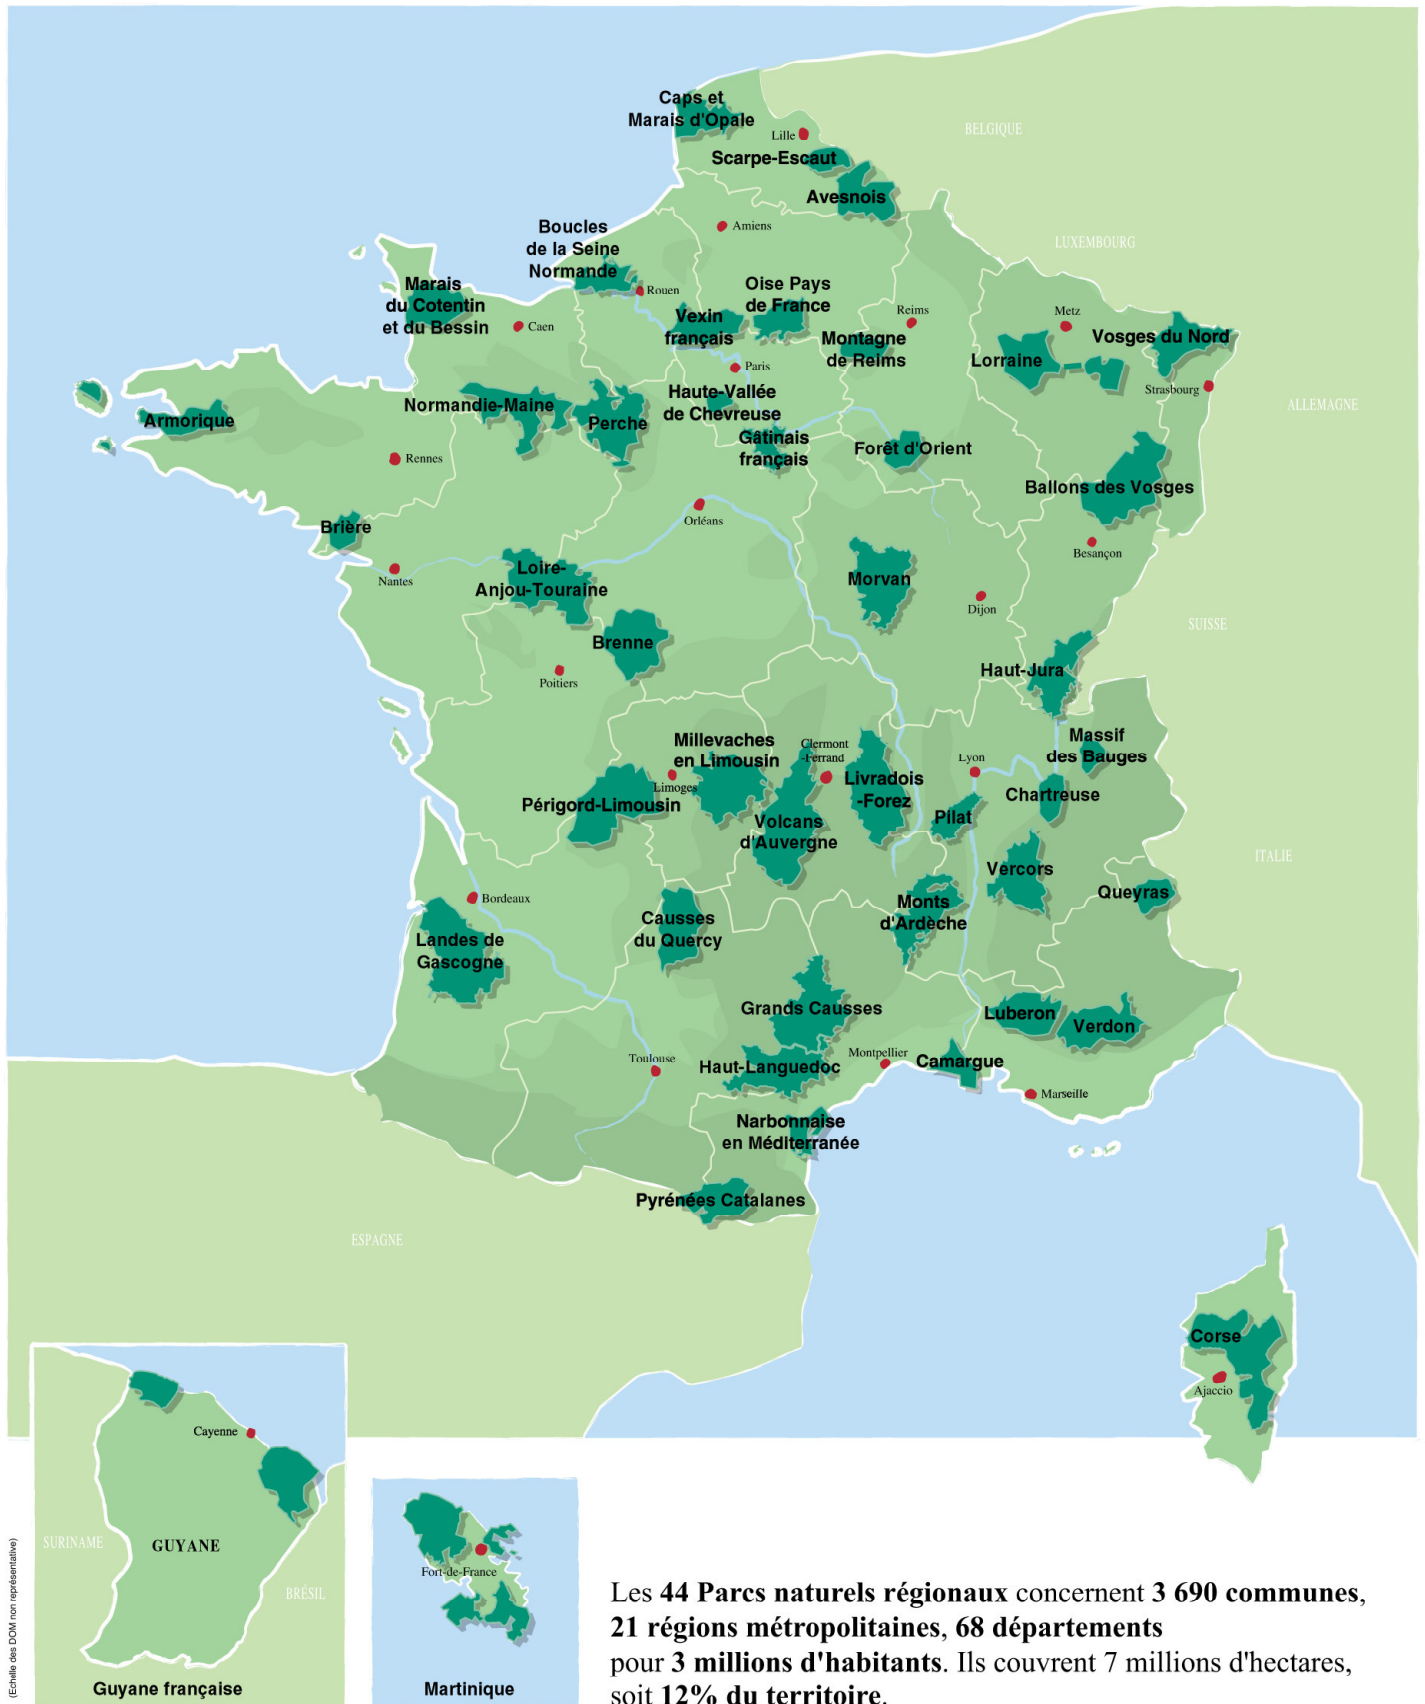 Caps et
Marais d'Opale
Lille
BELGIQUE
Scarpe-Escaut
Avesnois
Boucles
de la Seine
Normande
Amiens
LUXEMBOURG
Marais
du Cotentin
et du Bessin
Rouen
Oise Pays
de France
Caen
Vexin
français
Reims
Montagne
de Reims
Metz
Lorraine
Vosges du Nord
Paris
Strasbourg
Haute-Vallée
de Chevreuse
ALLEMAGNE
Armorique
Normandie-Maine
Perche
Gâtinais
français
Forêt d'Orient
Rennes
Ballons des Vosges
Orléans
Brière
Besançon
Nantes
Loire-
Anjou-Touraine
Morvan
Dijon
SUISSE
Brenne
Poitiers
Haut-Jura
Millevaches
en Limousin
Clermont
-Ferrand
Massif
des Bauges
Lyon
Limoges
Livradois
-Forez
Chartreuse
Périgord-Limousin
Volcans
d'Auvergne
Pilat
ITALIE
Vercors
Queyras
Bordeaux
Causses
du Quercy
Monts
d'Ardèche
Landes de
Gascogne
Grands Causses
Luberon
Verdon
Toulouse
Haut-Languedoc
Montpellier
Camargue
Marseille
Narbonnaise
en Méditerranée
Pyrénées Catalanes
ESPAGNE
Corse
Ajaccio
Cayenne
SURINAME
GUYANE
BRÉSIL
Guyane française
Fort-de-France
Martinique
(Echelle des DOM non représentative)
Les 44 Parcs naturels régionaux concernent 3 690 communes,
21 régions métropolitaines, 68 départements
pour 3 millions d'habitants. Ils couvrent 7 millions d'hectares,
soit 12% du territoire.